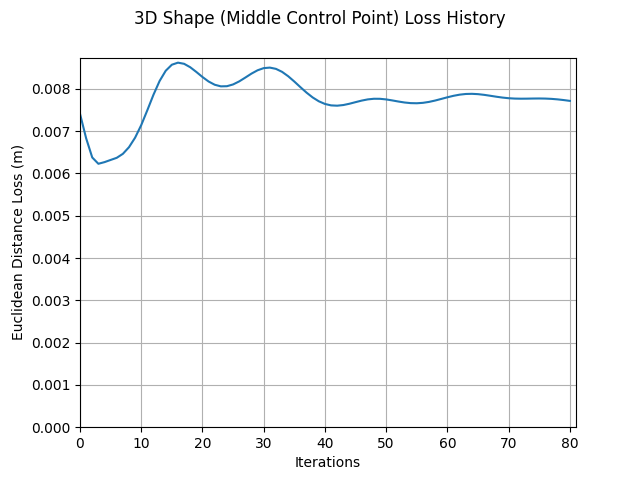 3D Shape (Middle Control Point) Loss History
0.008
0.007
0.006
0.005
0.004
0.003
0.002
0.001
0.000
Euclidean Distance Loss (m)
0 10 20 30 40 50 60 70 80
Iterations